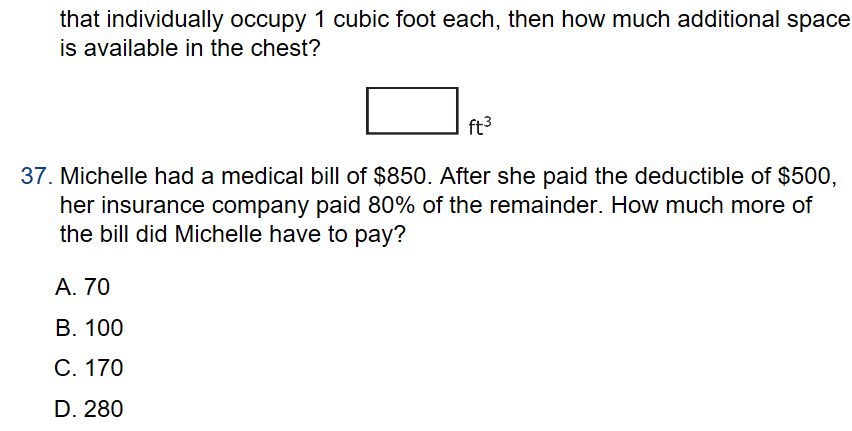 that individually occupy 1 cubic foot each, then how much additional space
is available in the chest?
ft³
37. Michelle had a medical bill of $850. After she paid the deductible of $500,
her insurance company paid 80% of the remainder. How much more of
the bill did Michelle have to pay?
A. 70
B. 100
C. 170
D. 280